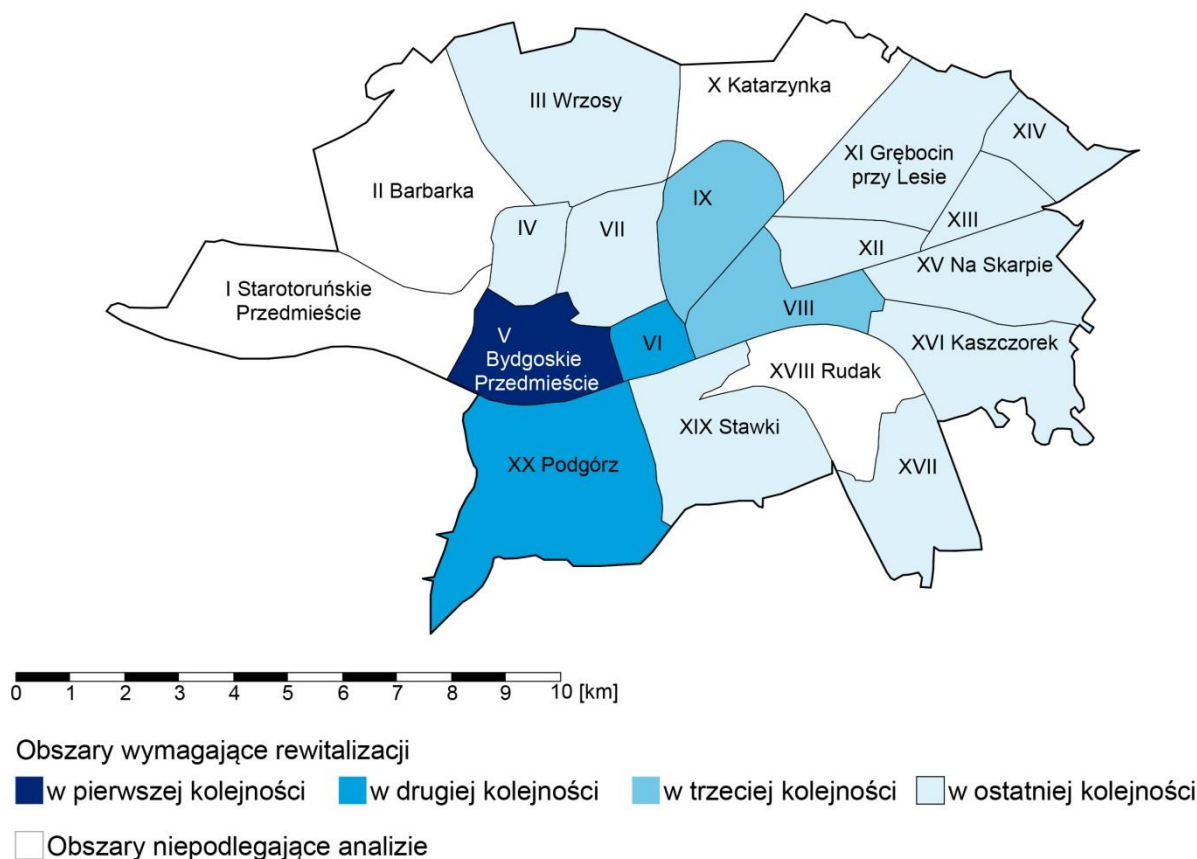 III Wrzosy
X Katarzynka
XIV
XI Grębocin
przy Lesie
II Barbarka
IX
XIII
IV
VII
XII
XV Na Skarpie
I Starotoruńskie
Przedmieście
VIII
V
Bydgoskie
Przedmieście
VI
XVI Kaszczorek
XVIII Rudak
XIX Stawki
XX Podgórz
XVII
0 1 2 3 4 5 6 7 8 9 10 [km]
Obszary wymagające rewitalizacji
w pierwszej kolejności w drugiej kolejności w trzeciej kolejności w ostatniej kolejności
Obszary niepodlegające analizie